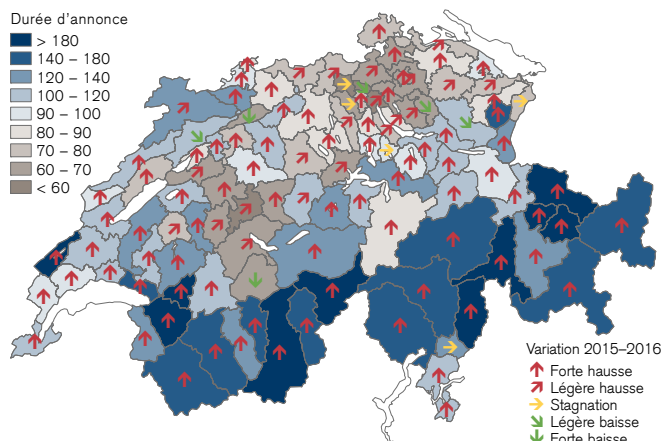 Durée d'annonce
> 180
140 – 180
120 – 140
100 – 120
90 – 100
80 – 90
70 – 80
60 – 70
< 60
Variation 2015–2016
Forte hausse
Légère hausse
Stagnation
Légère baisse
Forte baisse